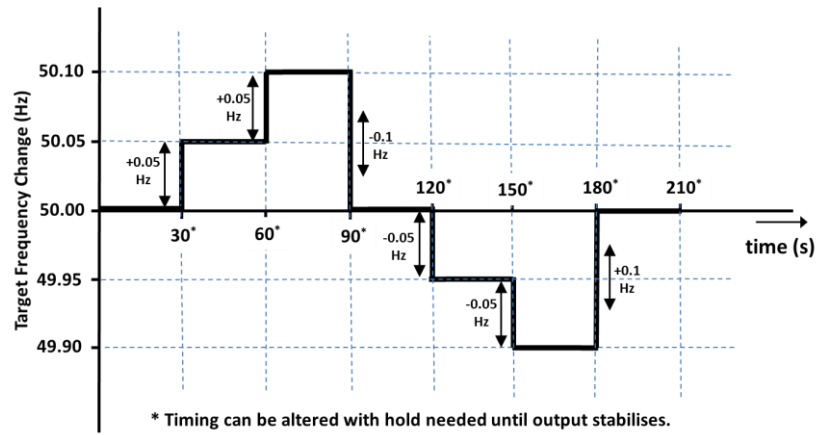 Target Frequency Change (Hz)
50.10
50.05
50.00
49.95
49.90
+0.05
Hz
+0.05
Hz
-0.1
Hz
30*
60*
90*
120*
150*
180*
210*
-0.05
Hz
-0.05
Hz
+0.1
Hz
time (s)
* Timing can be altered with hold needed until output stabilises.